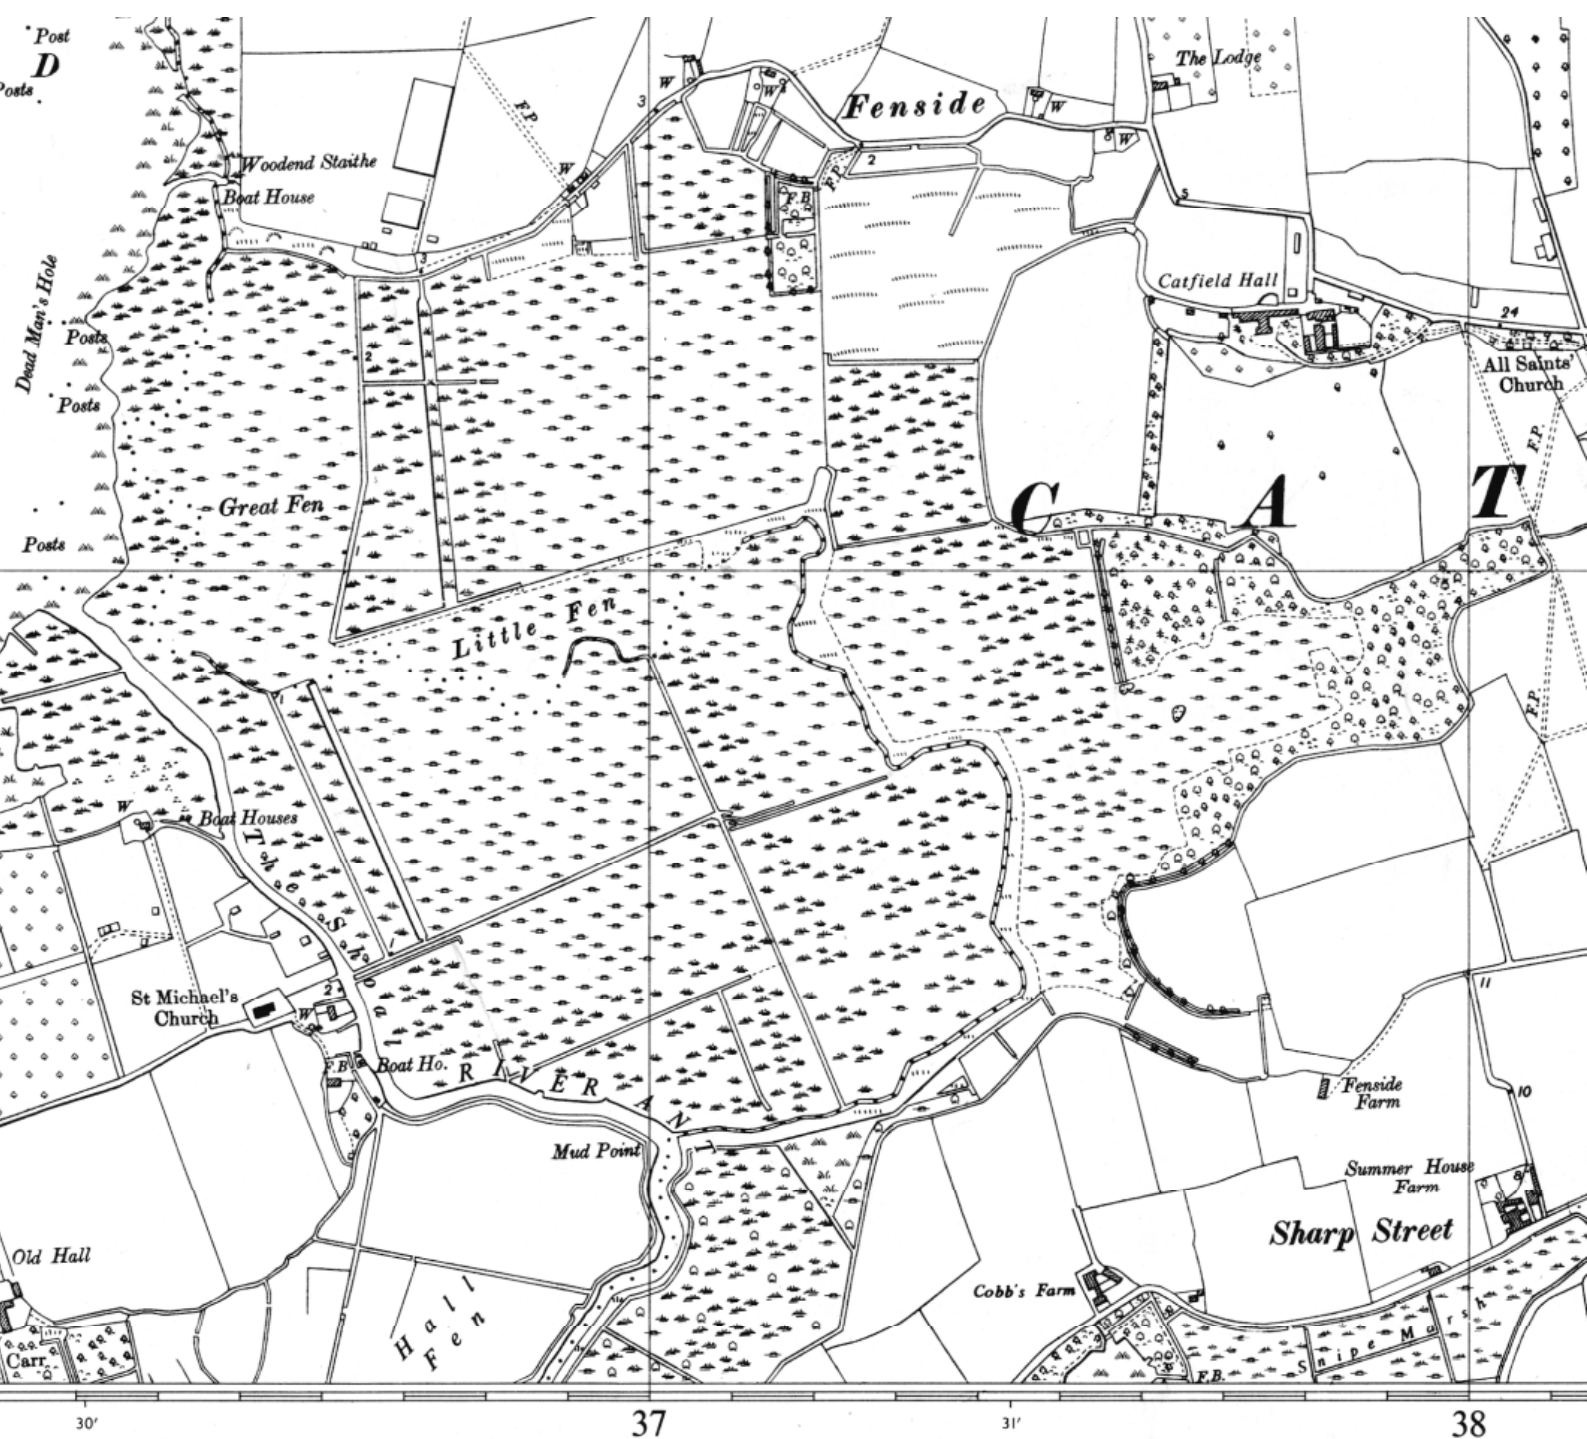 Post
The Lodge
D
Posts
F.P.
W
W
3
Fenside
W
W
Woodend Staithe
W
2
F.P.
Boat House
F.B.
5
3
Catfield Hall
Dead Man's Hole
24
Posts
2
All Saints'
Church
Posts
F.P.
Great Fen
C A T
Posts
Little Fen
F.P.
W
Boat Houses
The Shoal
St Michael's
Church
2
W
11
F.B.
Boat Ho.
RIVER ANT
Fenside
Farm
10
Mud Point
Summer House
Farm
8
Sharp Street
Old Hall
Hall
Fen
Cobb's Farm
Carr
Snipe Marsh
2
F.B.
30'
37
31'
38